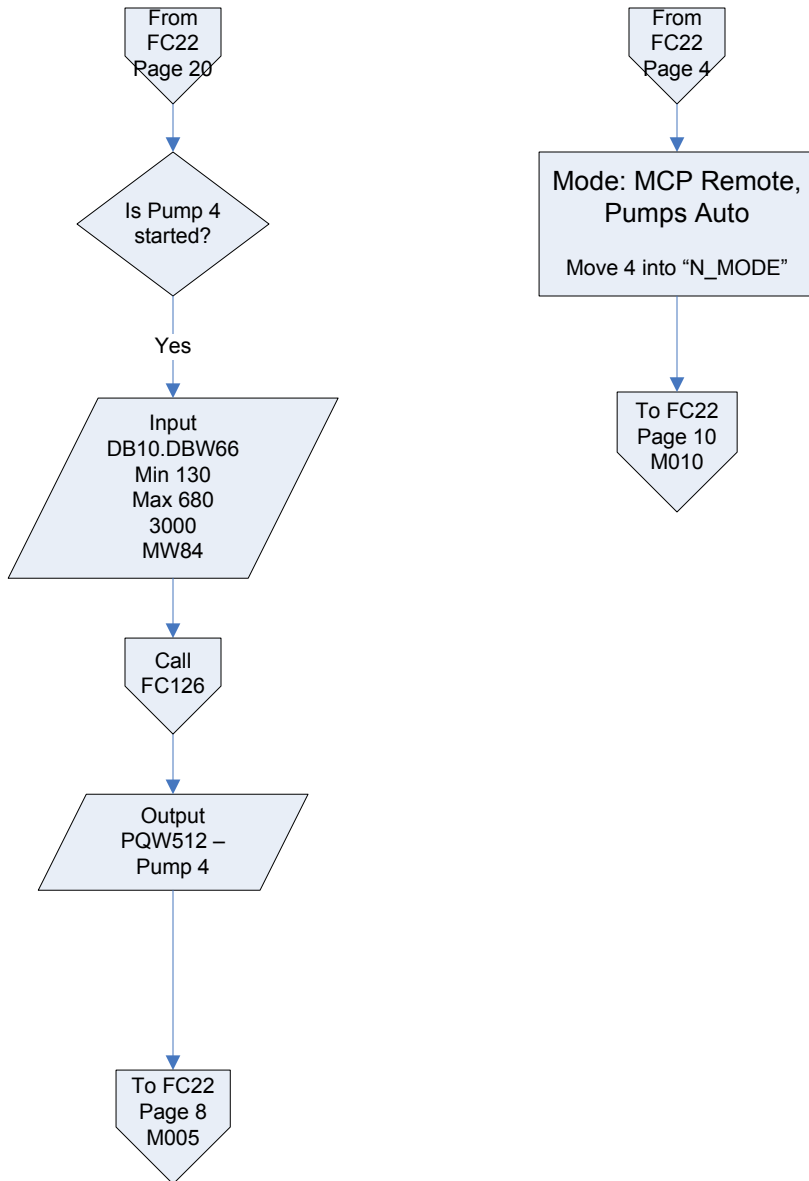 From
FC22
Page 20
Is Pump 4
started?
Yes
Input
DB10.DBW66
Min 130
Max 680
3000
MW84
Call
FC126
Output
PQW512 –
Pump 4
To FC22
Page 8
M005
From
FC22
Page 4
Mode: MCP Remote,
Pumps Auto
Move 4 into “N_MODE”
To FC22
Page 10
M010